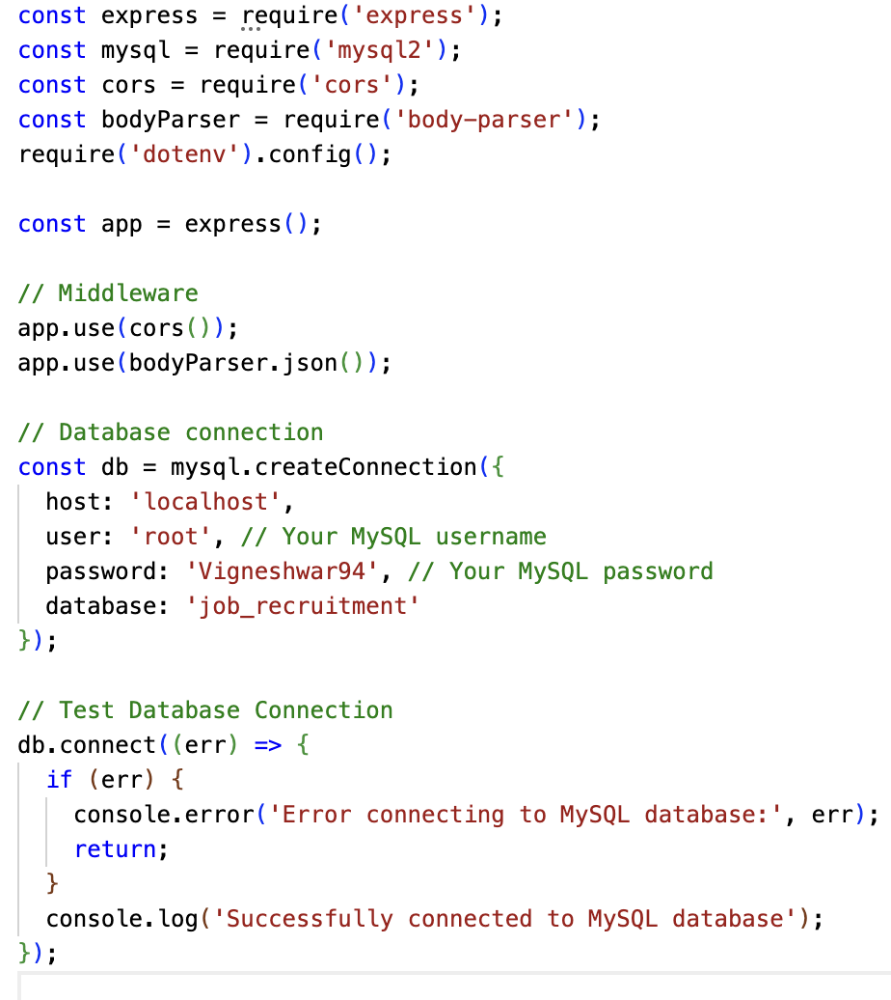 const express = require('express');
const mysql = require('mysql2');
const cors = require('cors');
const bodyParser = require('body-parser');
require('dotenv').config();

const app = express();

// Middleware
app.use(cors());
app.use(bodyParser.json());

// Database connection
const db = mysql.createConnection({
  host: 'localhost',
  user: 'root', // Your MySQL username
  password: 'Vigneshwar94', // Your MySQL password
  database: 'job_recruitment'
});

// Test Database Connection
db.connect((err) => {
  if (err) {
    console.error('Error connecting to MySQL database:', err);
    return;
  }
  console.log('Successfully connected to MySQL database');
});